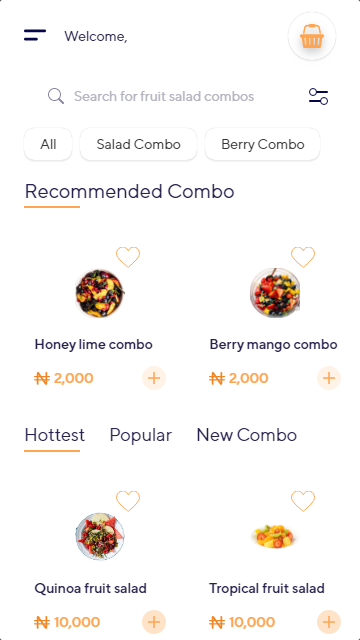 Welcome,
Search for fruit salad combos
All Salad Combo Berry Combo
Recommended Combo
Honey lime combo Berry mango combo
₦ 2,000 ₦ 2,000
Hottest Popular New Combo
Quinoa fruit salad Tropical fruit salad
₦ 10,000 ₦ 10,000